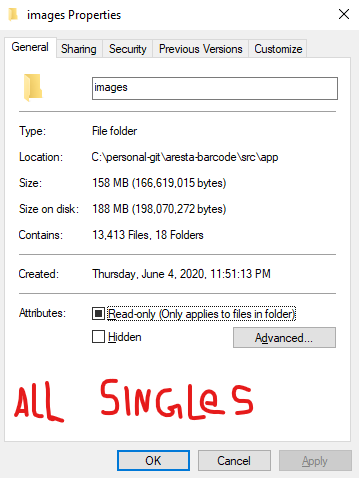 images Properties
General Sharing Security Previous Versions Customize
images
Type: File folder
Location: C:\personal-git\aresta-barcode\src\app
Size: 158 MB (166,619,015 bytes)
Size on disk: 188 MB (198,070,272 bytes)
Contains: 13,413 Files, 18 Folders
Created: Thursday, June 4, 2020, 11:51:13 PM
Attributes: Read-only (Only applies to files in folder)
Hidden Advanced...
ALL SINGLeS
OK Cancel Apply